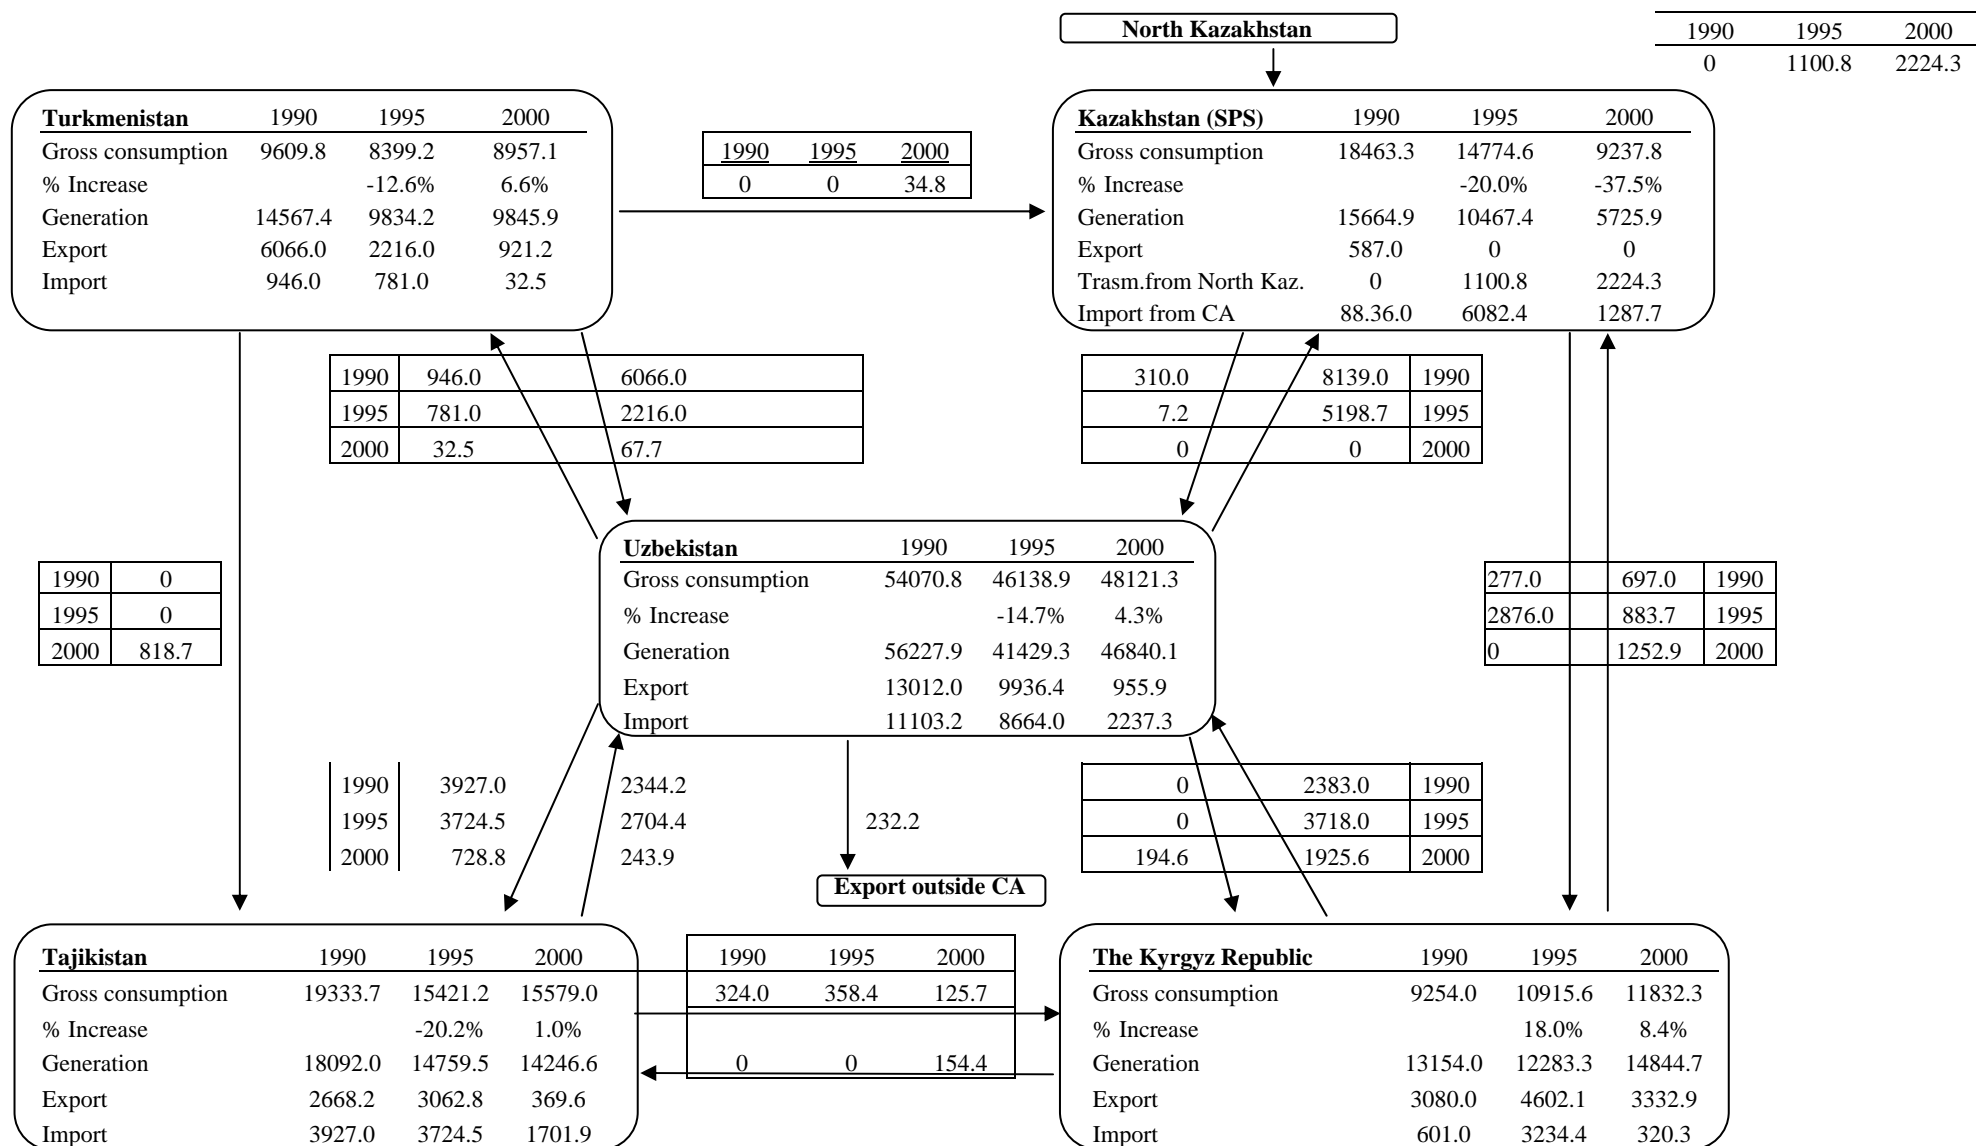 North Kazakhstan
1990 1995 2000
0 1100.8 2224.3
Turkmenistan 1990 1995 2000
Gross consumption 9609.8 8399.2 8957.1
% Increase -12.6% 6.6%
Generation 14567.4 9834.2 9845.9
Export 6066.0 2216.0 921.2
Import 946.0 781.0 32.5
1990 1995 2000
0 0 34.8
Kazakhstan (SPS) 1990 1995 2000
Gross consumption 18463.3 14774.6 9237.8
% Increase -20.0% -37.5%
Generation 15664.9 10467.4 5725.9
Export 587.0 0 0
Trasm.from North Kaz. 0 1100.8 2224.3
Import from CA 88.36.0 6082.4 1287.7
1990 946.0 6066.0
1995 781.0 2216.0
2000 32.5 67.7
310.0 8139.0 1990
7.2 5198.7 1995
0 0 2000
1990 0
1995 0
2000 818.7
Uzbekistan 1990 1995 2000
Gross consumption 54070.8 46138.9 48121.3
% Increase -14.7% 4.3%
Generation 56227.9 41429.3 46840.1
Export 13012.0 9936.4 955.9
Import 11103.2 8664.0 2237.3
277.0 697.0 1990
2876.0 883.7 1995
0 1252.9 2000
1990 3927.0 2344.2
1995 3724.5 2704.4
2000 728.8 243.9
232.2
Export outside CA
0 2383.0 1990
0 3718.0 1995
194.6 1925.6 2000
Tajikistan 1990 1995 2000
Gross consumption 19333.7 15421.2 15579.0
% Increase -20.2% 1.0%
Generation 18092.0 14759.5 14246.6
Export 2668.2 3062.8 369.6
Import 3927.0 3724.5 1701.9
1990 1995 2000
324.0 358.4 125.7
0 0 154.4
The Kyrgyz Republic 1990 1995 2000
Gross consumption 9254.0 10915.6 11832.3
% Increase 18.0% 8.4%
Generation 13154.0 12283.3 14844.7
Export 3080.0 4602.1 3332.9
Import 601.0 3234.4 320.3